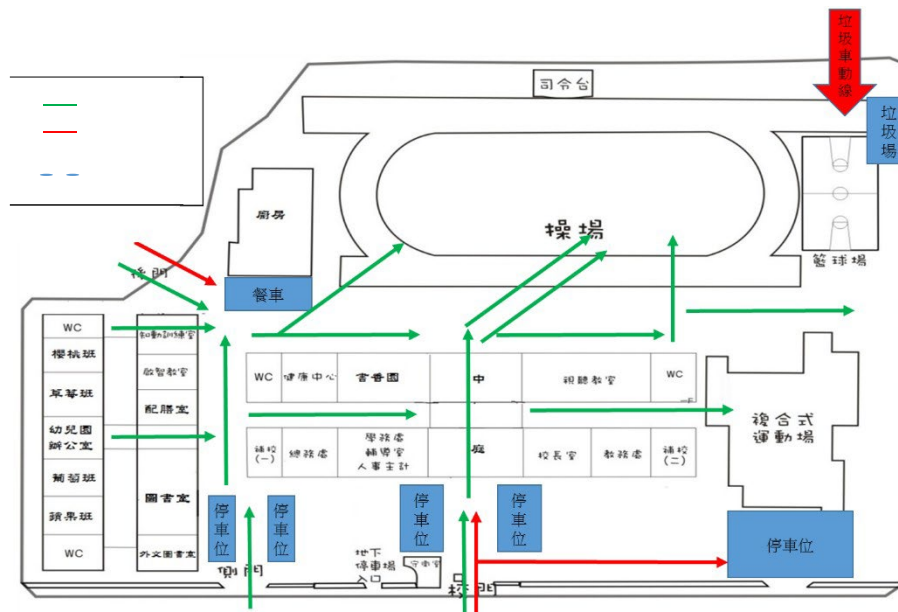 垃圾車動線
司令台
垃圾場
廚房
操場
籃球場
後門
餐車
WC
知動訓練室
櫻桃班
啟智教室
WC
健康中心
書香園
中
視聽教室
WC
草莓班
配膳室
複合式
運動場
幼兒園
辦公室
補校
(一)
總務處
學務處
輔導室
人事主計
庭
校長室
教務處
補校
(二)
葡萄班
圖書室
蘋果班
停車位
停車位
停車位
停車位
停車位
WC
外文圖書室
側門
地下
停車場
入口
守衛室
校門